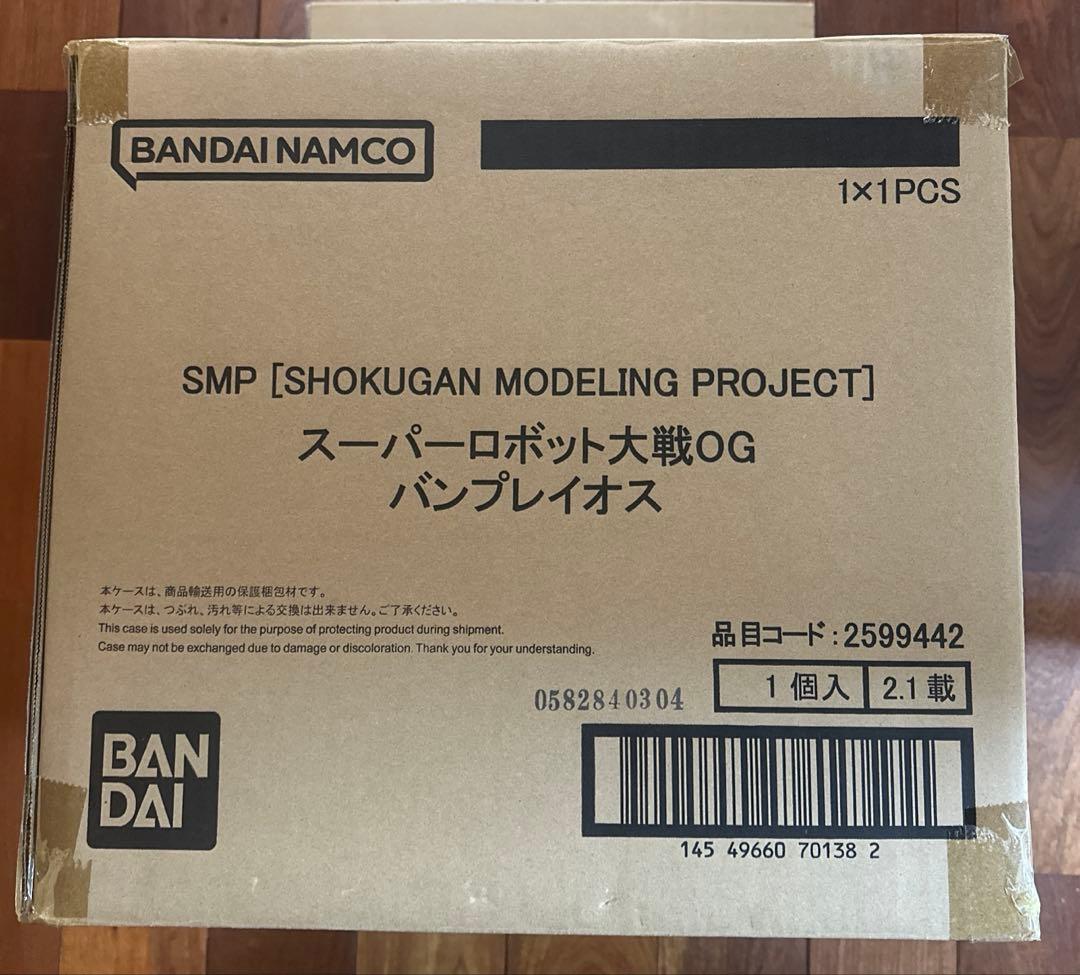 BANDAI NAMCO
1×1PCS
SMP [SHOKUGAN MODELING PROJECT]
スーパーロボット大戦OG
バンプレイオス
本ケースは、商品輸送用の保護梱包材です。
本ケースは、つぶれ、汚れ等による交換は出来ません。ご了承ください。
This case is used solely for the purpose of protecting product during shipment.
Case may not be exchanged due to damage or discoloration. Thank you for your understanding.
品目コード:2599442
1個入 2.1載
0582840304
BAN
DAI
145 49660 70138 2